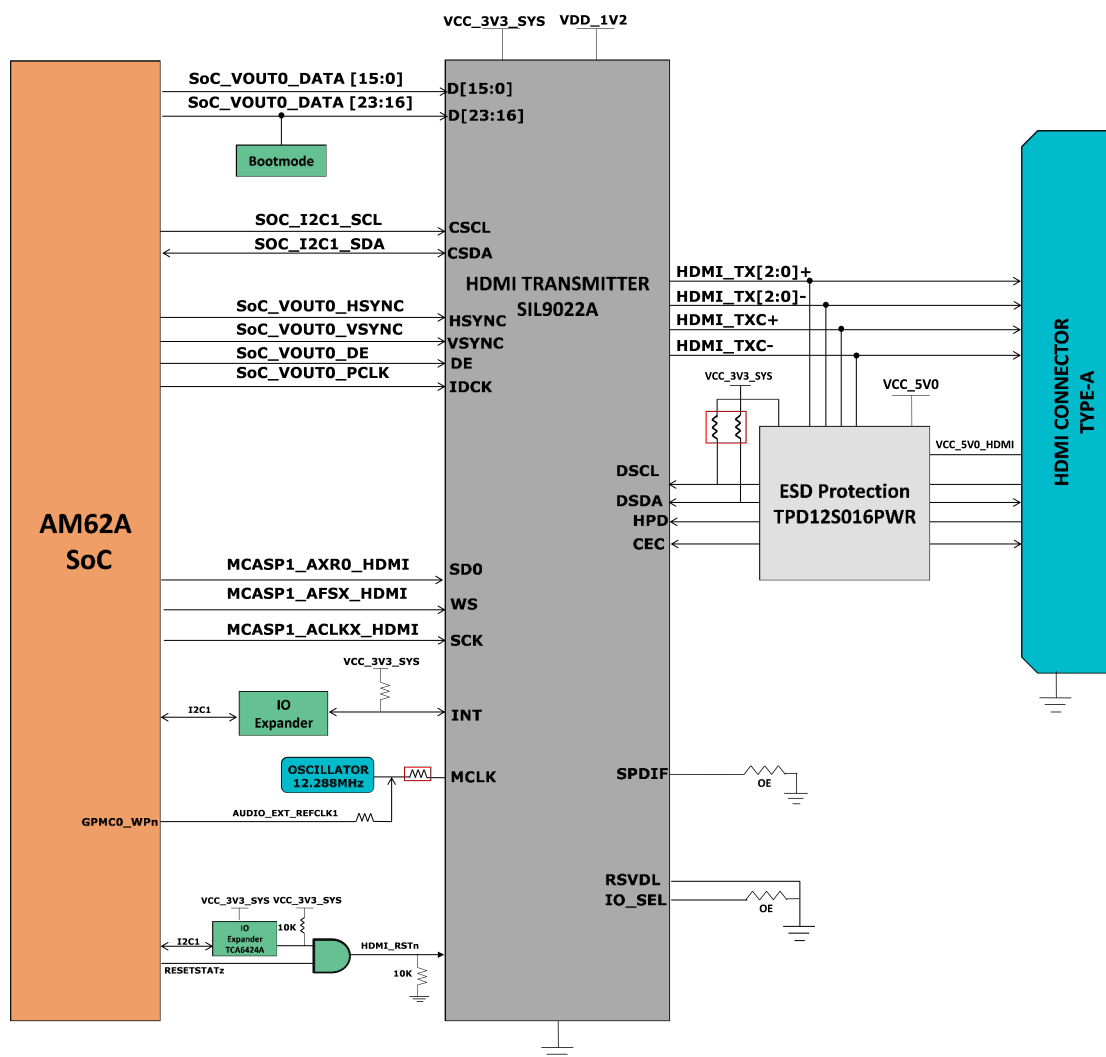 VCC_3V3_SYS
VDD_1V2
SoC_VOUT0_DATA [15:0]
D[15:0]
SoC_VOUT0_DATA [23:16]
D[23:16]
Bootmode
SOC_I2C1_SCL
CSCL
SOC_I2C1_SDA
CSDA
HDMI TRANSMITTER
SIL9022A
HDMI_TX[2:0]+
HDMI_TX[2:0]-
HDMI_TXC+
HDMI_TXC-
SoC_VOUT0_HSYNC
HSYNC
SoC_VOUT0_VSYNC
VSYNC
SoC_VOUT0_DE
DE
SoC_VOUT0_PCLK
IDCK
VCC_3V3_SYS
VCC_5V0
VCC_5V0_HDMI
HDMI CONNECTOR
TYPE-A
DSCL
DSDA
HPD
CEC
ESD Protection
TPD12S016PWR
AM62A
SoC
MCASP1_AXR0_HDMI
SD0
MCASP1_AFSX_HDMI
WS
MCASP1_ACLKX_HDMI
SCK
VCC_3V3_SYS
I2C1
IO
Expander
INT
OSCILLATOR
12.288MHz
MCLK
SPDIF
OE
GPMC0_WPn
AUDIO_EXT_REFCLK1
RSVDL
IO_SEL
OE
VCC_3V3_SYS
VCC_3V3_SYS
I2C1
IO
Expander
TCA6424A
10K
HDMI_RSTn
RESETSTATz
10K